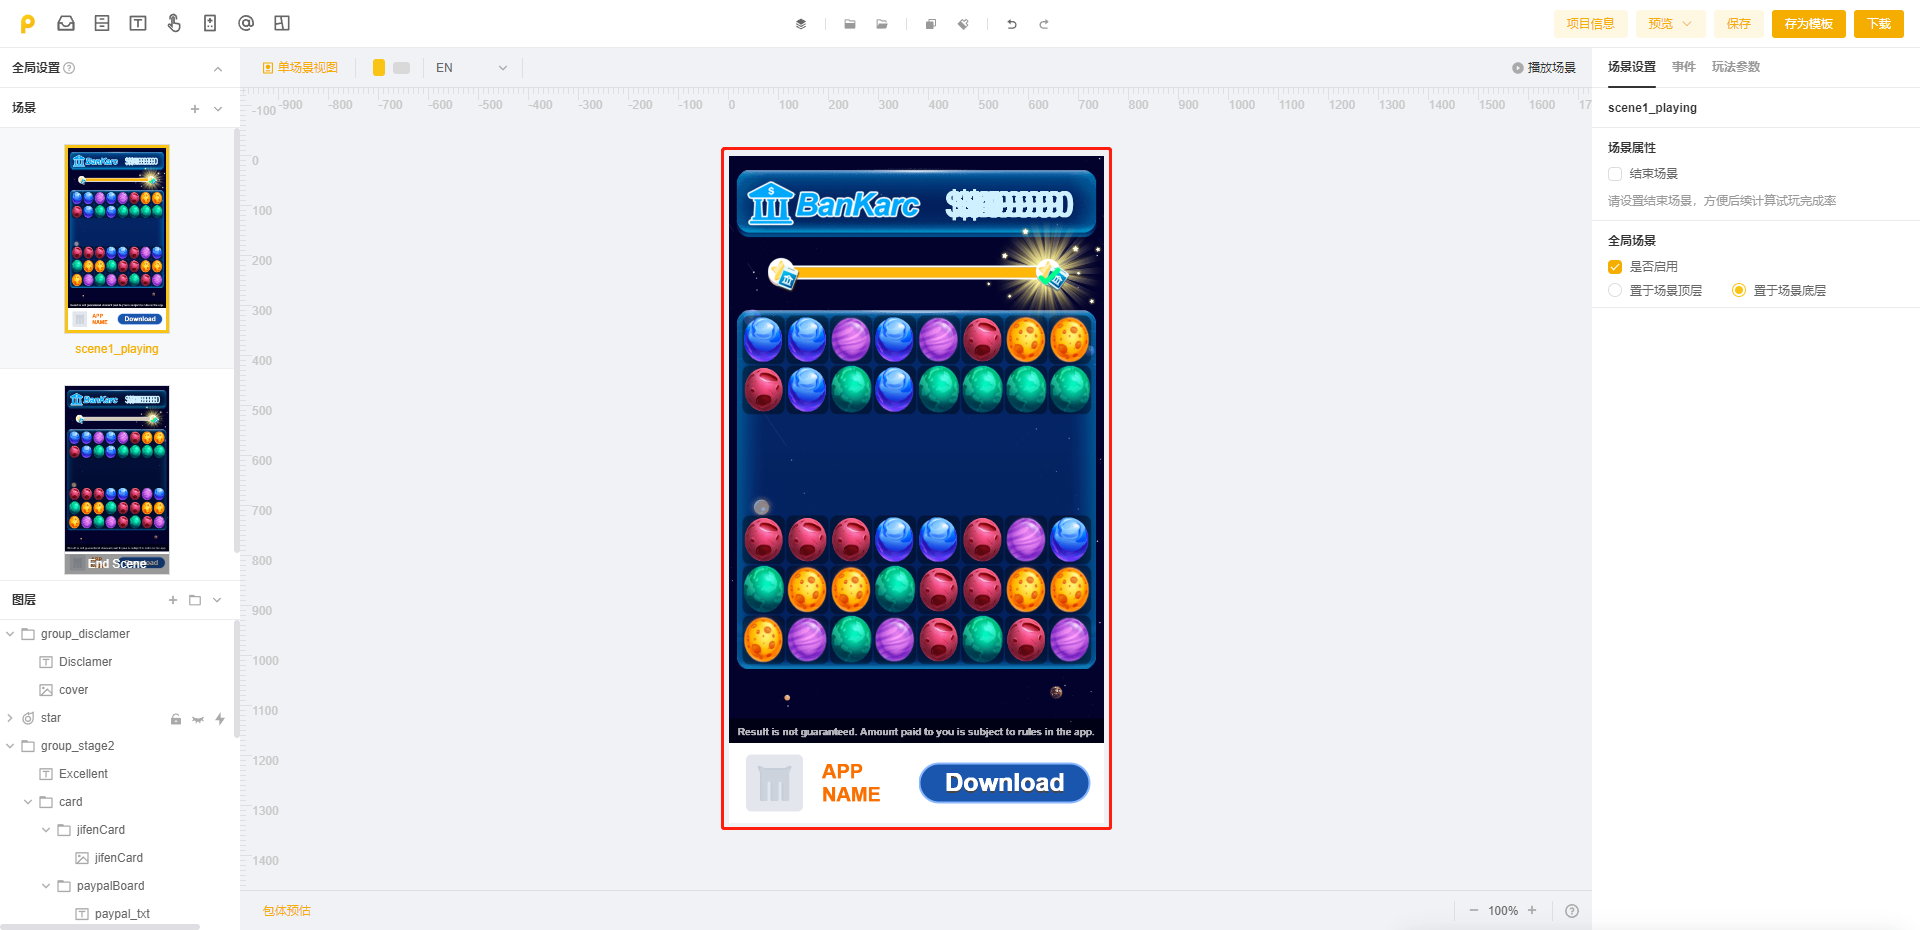 项目信息
预览
保存
存为模板
下载
全局设置
单场景视图
EN
播放场景
场景设置 事件 玩法参数
场景
-100 -900 -800 -700 -600 -500 -400 -300 -200 -100 0 100 200 300 400 500 600 700 800 900 1000 1100 1200 1300 1400 1500 1600 17
scene1_playing
场景属性
结束场景
请设置结束场景，方便后续计算试玩完成率
全局场景
是否启用
置于场景顶层
置于场景底层
0
100
200
300
400
500
600
700
800
900
1000
1100
1200
1300
1400
BanKarc
APP
NAME
Download
scene1_playing
BanKarc
End Scene
BanKarc
Result is not guaranteed. Amount paid to you is subject to rules in the app.
APP
NAME
Download
图层
group_disclamer
Disclamer
cover
star
group_stage2
Excellent
card
jifenCard
jifenCard
paypalBoard
paypal_txt
包体预估
100%